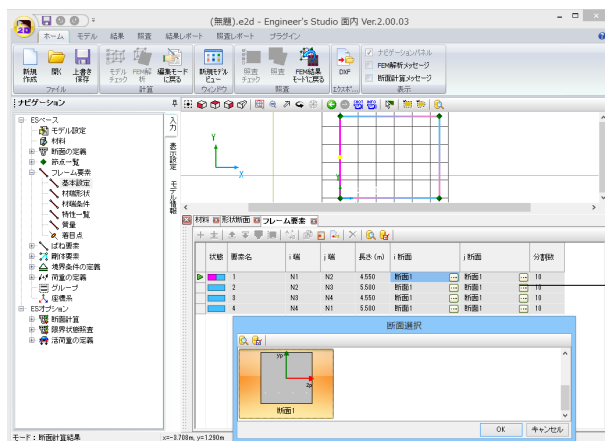 (無題).e2d - Engineer's Studio 面内 Ver.2.00.03
ホーム モデル 結果 照査 結果レポート 照査レポート プラグイン
新規作成 開く 上書き保存
ファイル
モデルチェック FEM解析 編集モードに戻る
計算
新規モデルビュー
ウィンドウ
照査チェック 照査 FEM結果モードに戻る
照査
DXF
エクスポ...
ナビゲーションパネル
FEM解析メッセージ
断面計算メッセージ
表示
ナビゲーション
ESベース
モデル設定
材料
断面の定義
節点一覧
フレーム要素
基本設定
材端形状
材端条件
特性一覧
質量
着目点
ばね要素
剛体要素
境界条件の定義
荷重の定義
グループ
座標系
ESオプション
断面計算
限界状態照査
活荷重の定義
入力
表示設定
モデル情報
Y
X
材料 形状断面 フレーム要素
状態 要素名 i 端 j 端 長さ (m) i 断面 j 断面 分割数
1 N1 N2 4.550 断面1 ... 断面1 ... 10
2 N2 N3 5.500 断面1 ... 断面1 ... 10
3 N3 N4 4.550 断面1 ... 断面1 ... 10
4 N4 N1 5.500 断面1 ... 断面1 ... 10
断面選択
yp
zp
断面1
OK キャンセル
モード : 断面計算結果 x=-3.708m, y=1.290m